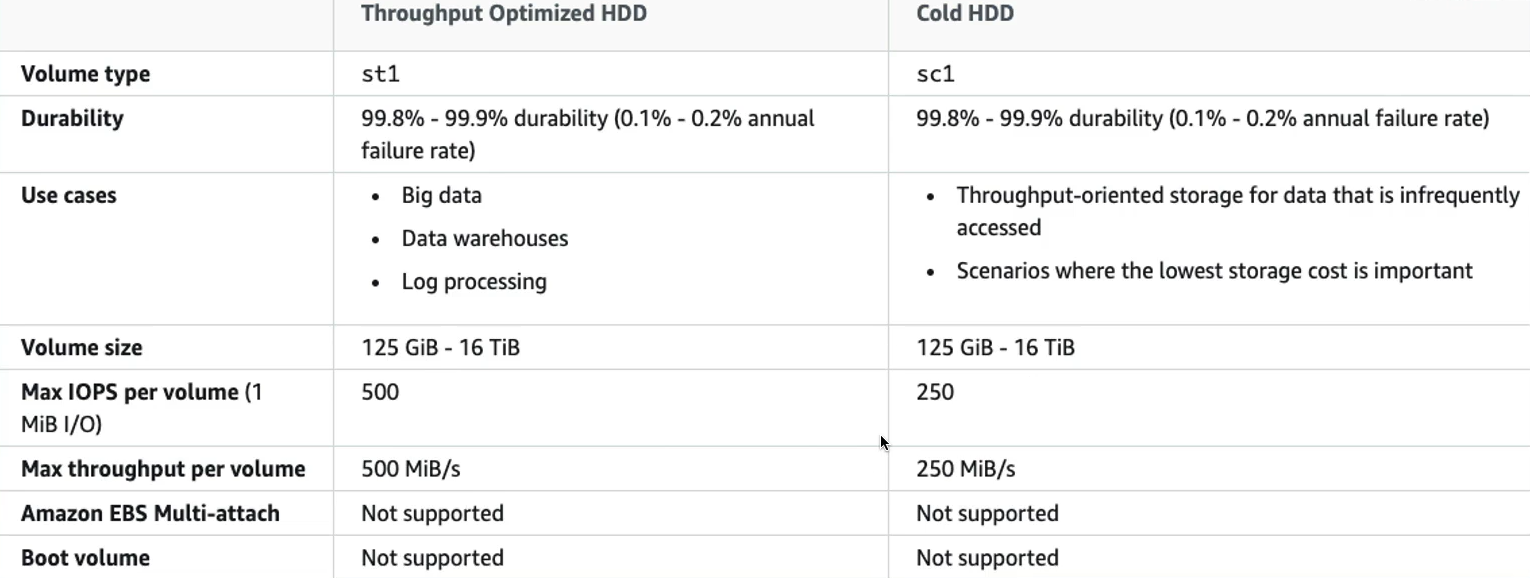 Throughput Optimized HDD Cold HDD
Volume type st1 sc1
Durability 99.8% - 99.9% durability (0.1% - 0.2% annual failure rate) 99.8% - 99.9% durability (0.1% - 0.2% annual failure rate)
Use cases
• Big data
• Data warehouses
• Log processing
• Throughput-oriented storage for data that is infrequently
accessed
• Scenarios where the lowest storage cost is important
Volume size 125 GiB - 16 TiB 125 GiB - 16 TiB
Max IOPS per volume (1 MiB I/O) 500 250
Max throughput per volume 500 MiB/s 250 MiB/s
Amazon EBS Multi-attach Not supported Not supported
Boot volume Not supported Not supported